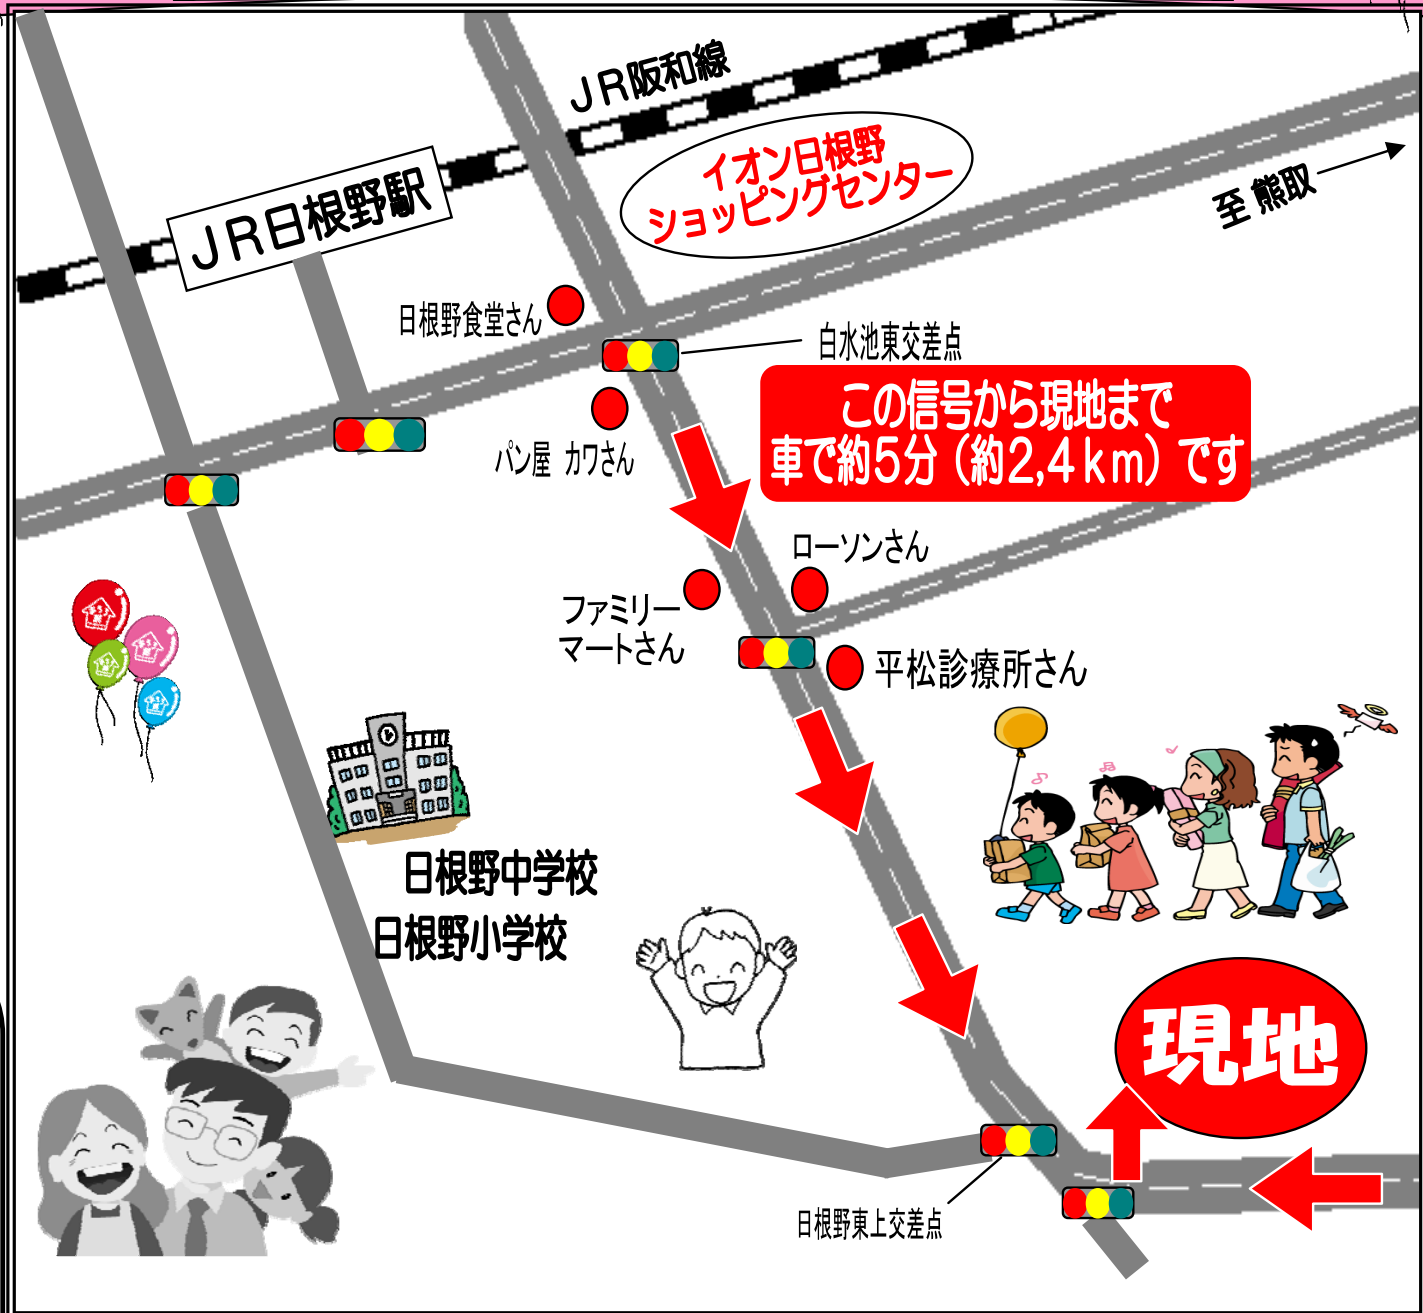 JR阪和線
イオン日根野
ショッピングセンター
至 熊取
JR日根野駅
日根野食堂さん
白水池東交差点
この信号から現地まで
車で約5分（約2,4km）です
パン屋 カワさん
ローソンさん
ファミリー
マートさん
平松診療所さん
日根野中学校
日根野小学校
現地
日根野東上交差点